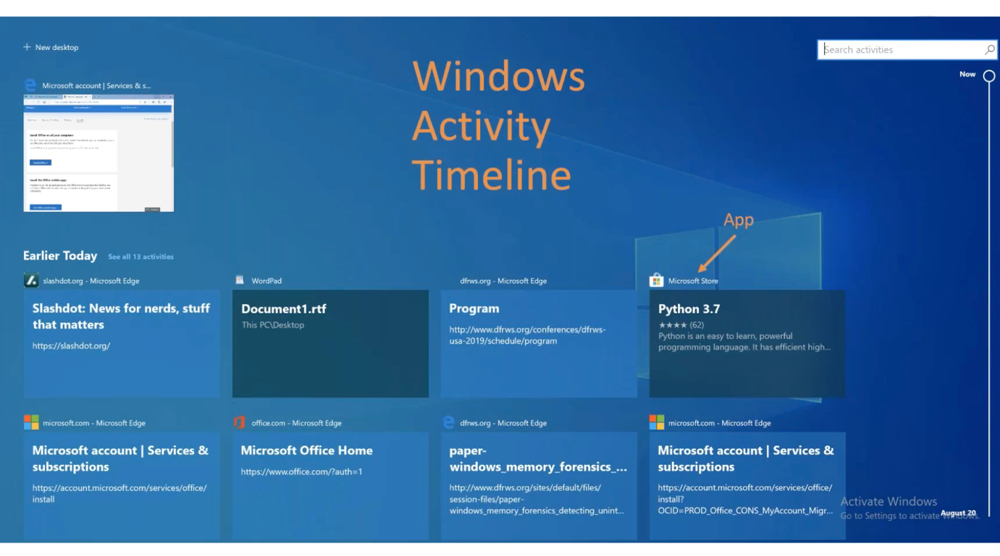 + New desktop
Search activities
Now
Microsoft account | Services & s...
Install Office on all your computers
Install the Office mobile apps
Windows
Activity
Timeline
App
Earlier Today See all 13 activities
slashdot.org - Microsoft Edge
Slashdot: News for nerds, stuff
that matters
https://slashdot.org/
WordPad
Document1.rtf
This PC\Desktop
dfrws.org - Microsoft Edge
Program
http://www.dfrws.org/conferences/dfrws-
usa-2019/schedule/program
Microsoft Store
Python 3.7
★★★★ (62)
Python is an easy to learn, powerful
programming language. It has efficient high...
microsoft.com - Microsoft Edge
Microsoft account | Services &
subscriptions
https://account.microsoft.com/services/office/
install
office.com - Microsoft Edge
Microsoft Office Home
https://www.office.com/?auth=1
dfrws.org - Microsoft Edge
paper-
windows_memory_forensics_...
http://www.dfrws.org/sites/default/files/
session-files/paper-
windows_memory_forensics_detecting_unint...
microsoft.com - Microsoft Edge
Microsoft account | Services &
subscriptions
https://account.microsoft.com/services/office/
install?
OCID=PROD_Office_CONS_MyAccount_Migr...
Activate Windows
Go to Settings to activate Windows.
August 20